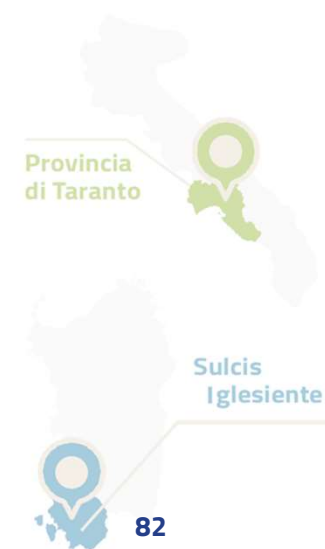 Provincia
di Taranto
Sulcis
Iglesiente
82